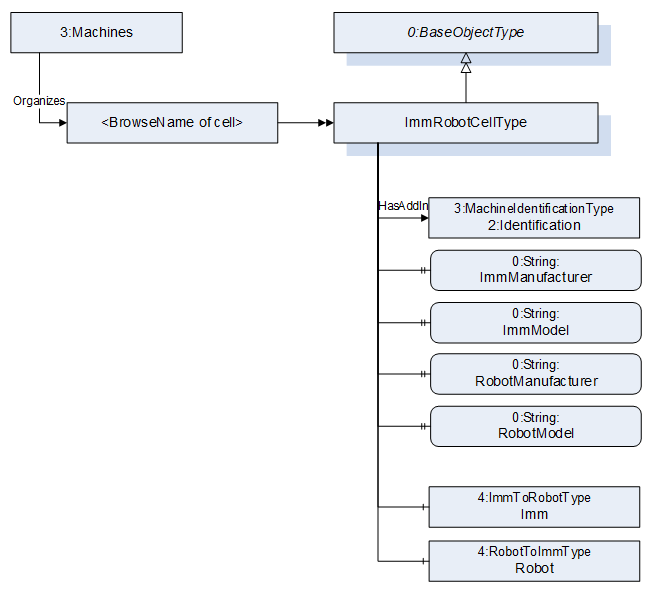 3:Machines
0:BaseObjectType
Organizes
<BrowseName of cell>
ImmRobotCellType
HasAddIn
3:MachineIdentificationType
2:Identification
0:String:
ImmManufacturer
0:String:
ImmModel
0:String:
RobotManufacturer
0:String:
RobotModel
4:ImmToRobotType
Imm
4:RobotToImmType
Robot